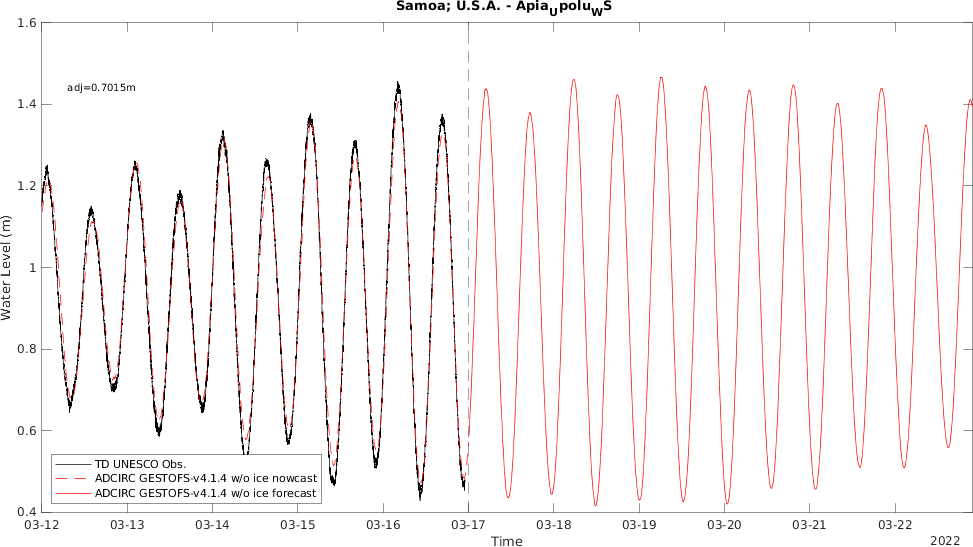 Samoa; U.S.A. - ApiaUpoluWS
adj=0.7015m
1.6
1.4
1.2
1
0.8
0.6
0.4
Water Level (m)
TD UNESCO Obs.
ADCIRC GESTOFS-v4.1.4 w/o ice nowcast
ADCIRC GESTOFS-v4.1.4 w/o ice forecast
03-12 03-13 03-14 03-15 03-16 03-17 03-18 03-19 03-20 03-21 03-22
Time
2022